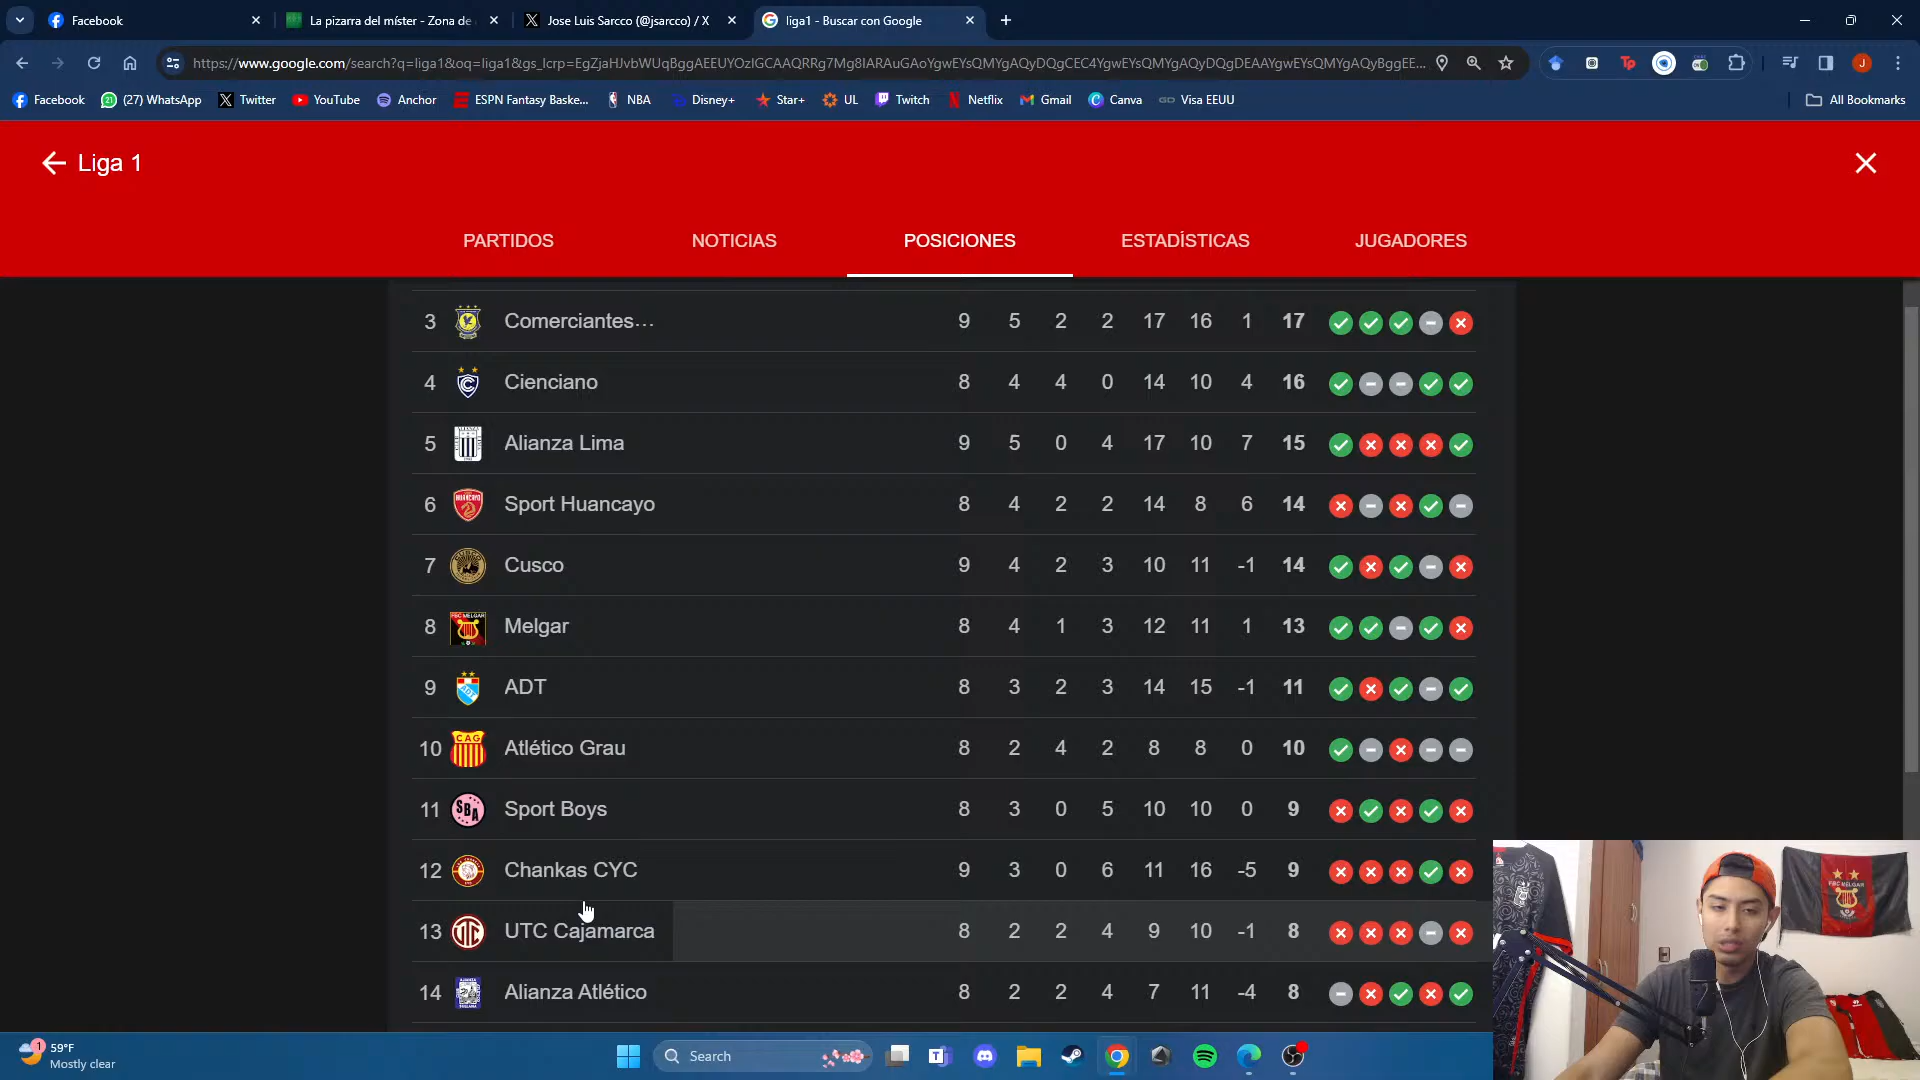 Facebook
La pizarra del míster - Zona de
Jose Luis Sarcco (@jsarcco) / X
liga1 - Buscar con Google
https://www.google.com/search?q=liga1&oq=liga1&gs_lcrp=EgZjaHJvbWUqBggAEEUYOzIGCAAQRRg7Mg8IARAuGAoYgwEYsQMYgAQyDQgCEC4YgwEYsQMYgAQyDQgDEAAYgwEYsQMYgAQyBggEE...
Facebook
(27) WhatsApp
Twitter
YouTube
Anchor
ESPN Fantasy Baske...
NBA
Disney+
Star+
UL
Twitch
Netflix
Gmail
Canva
Visa EEUU
All Bookmarks
Liga 1
PARTIDOS
NOTICIAS
POSICIONES
ESTADÍSTICAS
JUGADORES
3 Comerciantes... 9 5 2 2 17 16 1 17
4 Cienciano 8 4 4 0 14 10 4 16
5 Alianza Lima 9 5 0 4 17 10 7 15
6 Sport Huancayo 8 4 2 2 14 8 6 14
7 Cusco 9 4 2 3 10 11 -1 14
8 Melgar 8 4 1 3 12 11 1 13
9 ADT 8 3 2 3 14 15 -1 11
10 Atlético Grau 8 2 4 2 8 8 0 10
11 Sport Boys 8 3 0 5 10 10 0 9
12 Chankas CYC 9 3 0 6 11 16 -5 9
13 UTC Cajamarca 8 2 2 4 9 10 -1 8
14 Alianza Atlético 8 2 2 4 7 11 -4 8
59°F
Mostly clear
Search